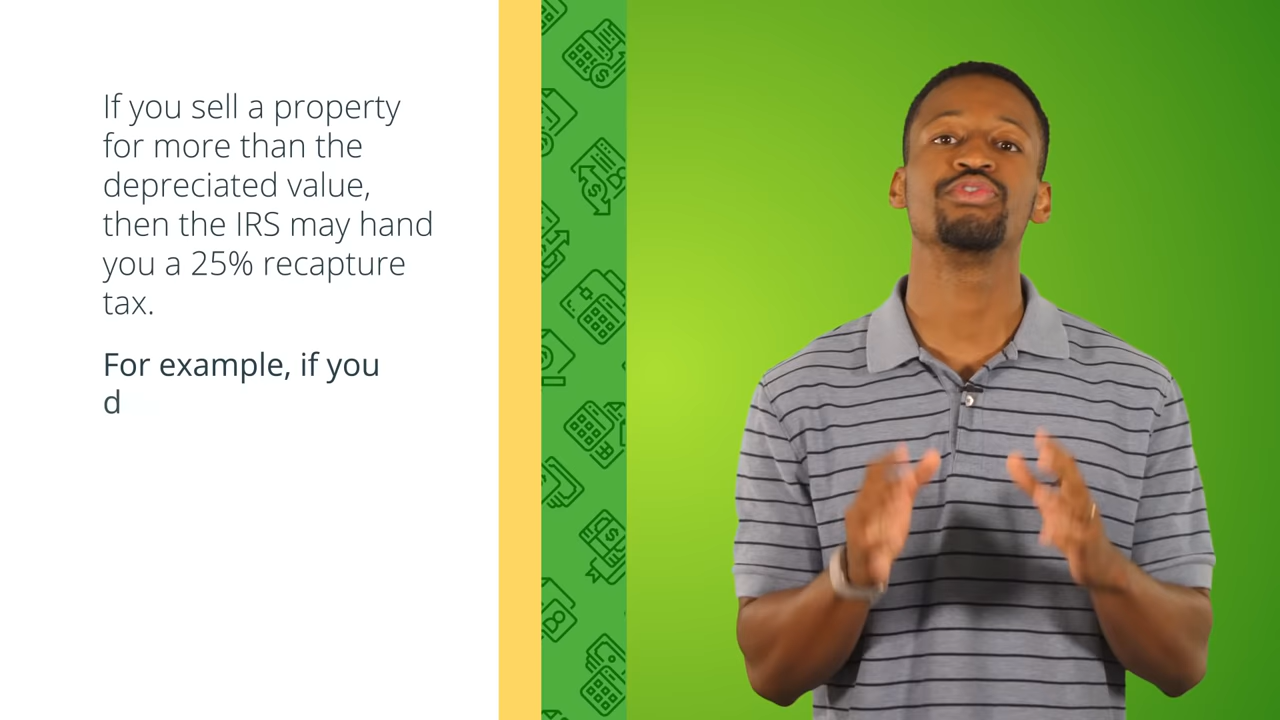 If you sell a property
for more than the
depreciated value,
then the IRS may hand
you a 25% recapture
tax.
For example, if you
d